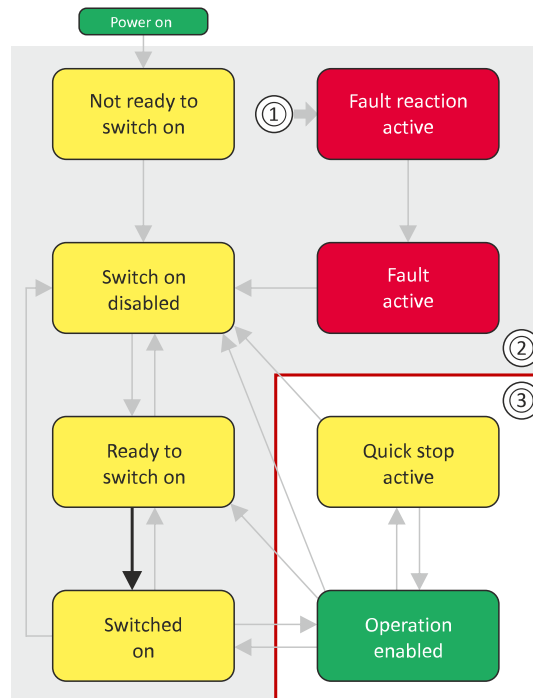 Power on
Not ready to
switch on
①
Fault reaction
active
Switch on
disabled
Fault
active
②
③
Ready to
switch on
Quick stop
active
Switched
on
Operation
enabled